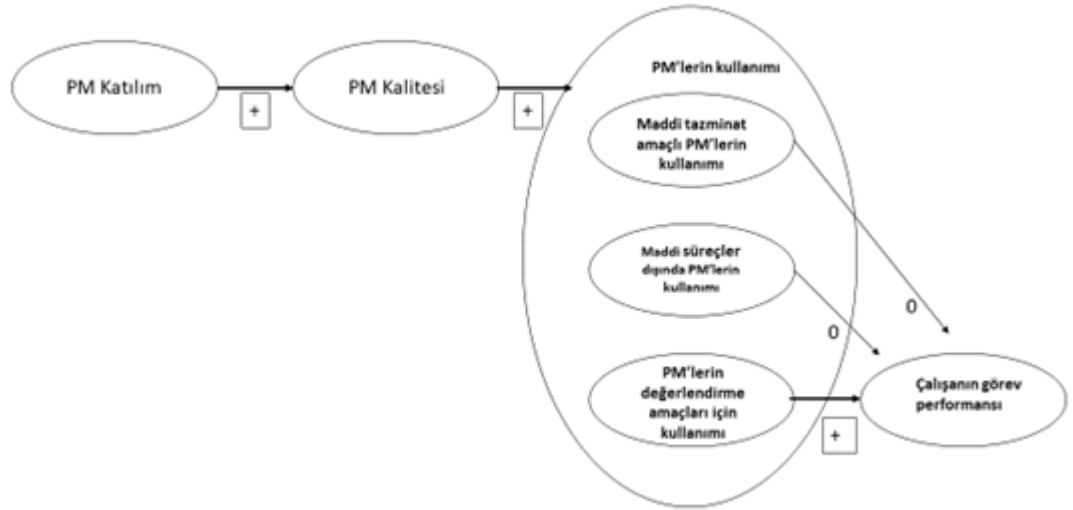 PM Katılım
+
PM Kalitesi
+
PM'lerin kullanımı
Maddi tazminat
amaçlı PM'lerin
kullanımı
Maddi süreçler
dışında PM'lerin
kullanımı
0
0
PM'lerin
değerlendirme
amaçları için
kullanımı
+
Çalışanın görev
performansı